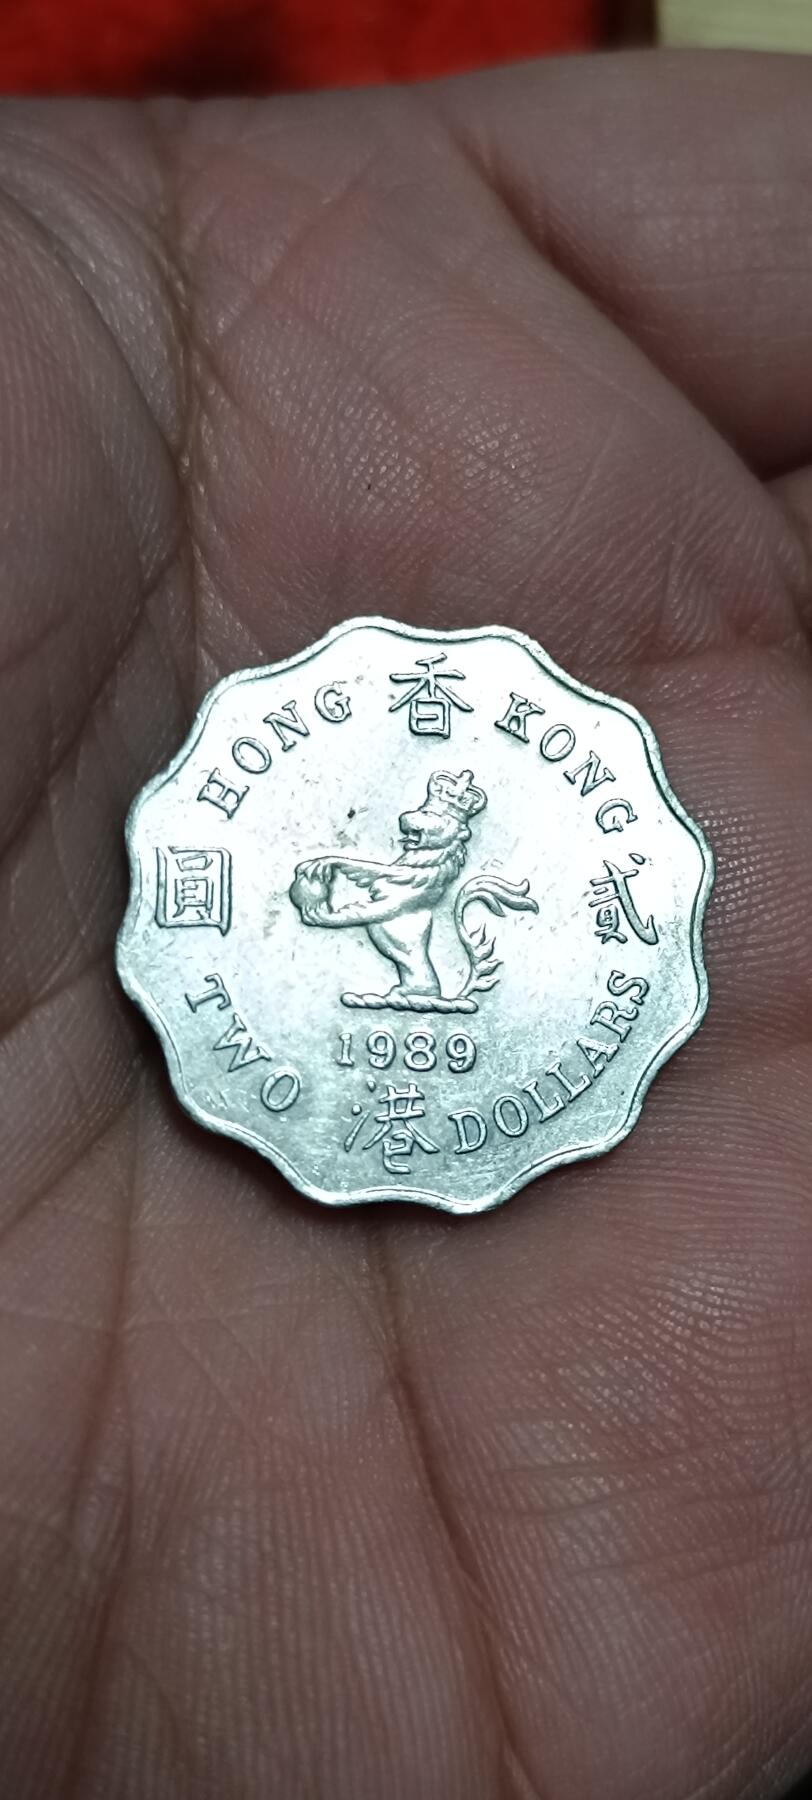 HONG KONG
香港
貳圓
1989
TWO DOLLARS